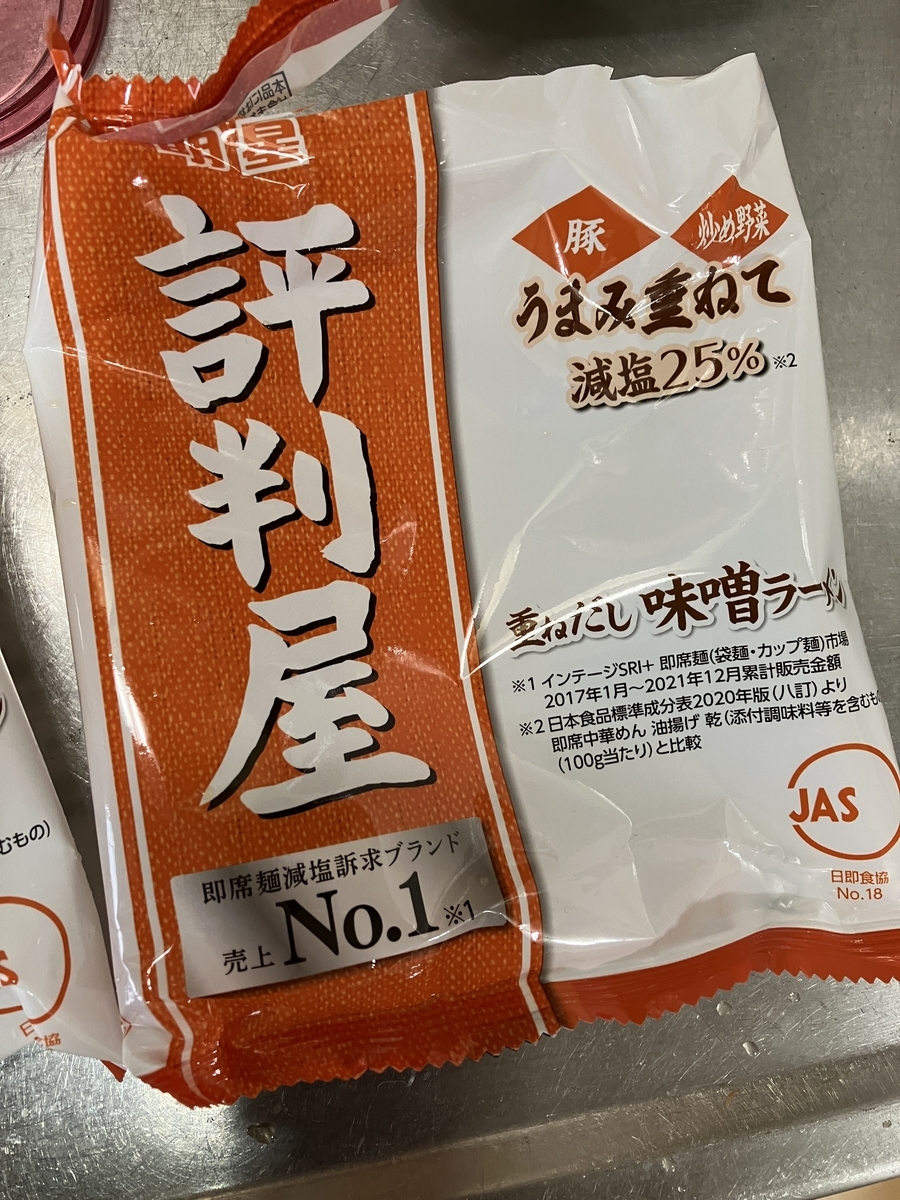 明星
評判屋
即席麺減塩訴求ブランド
売上No.1※1
豚
炒め野菜
うまみ重ねて
減塩25%※2
重ねだし味噌ラーメン
※1 インテージSRI+ 即席麺(袋麺・カップ麺)市場
2017年1月〜2021年12月累計販売金額
※2 日本食品標準成分表2020年版(八訂)より
即席中華めん 油揚げ 乾(添付調味料等を含むもの
(100g当たり)と比較
JAS
日即食協
No.18
むもの)
S